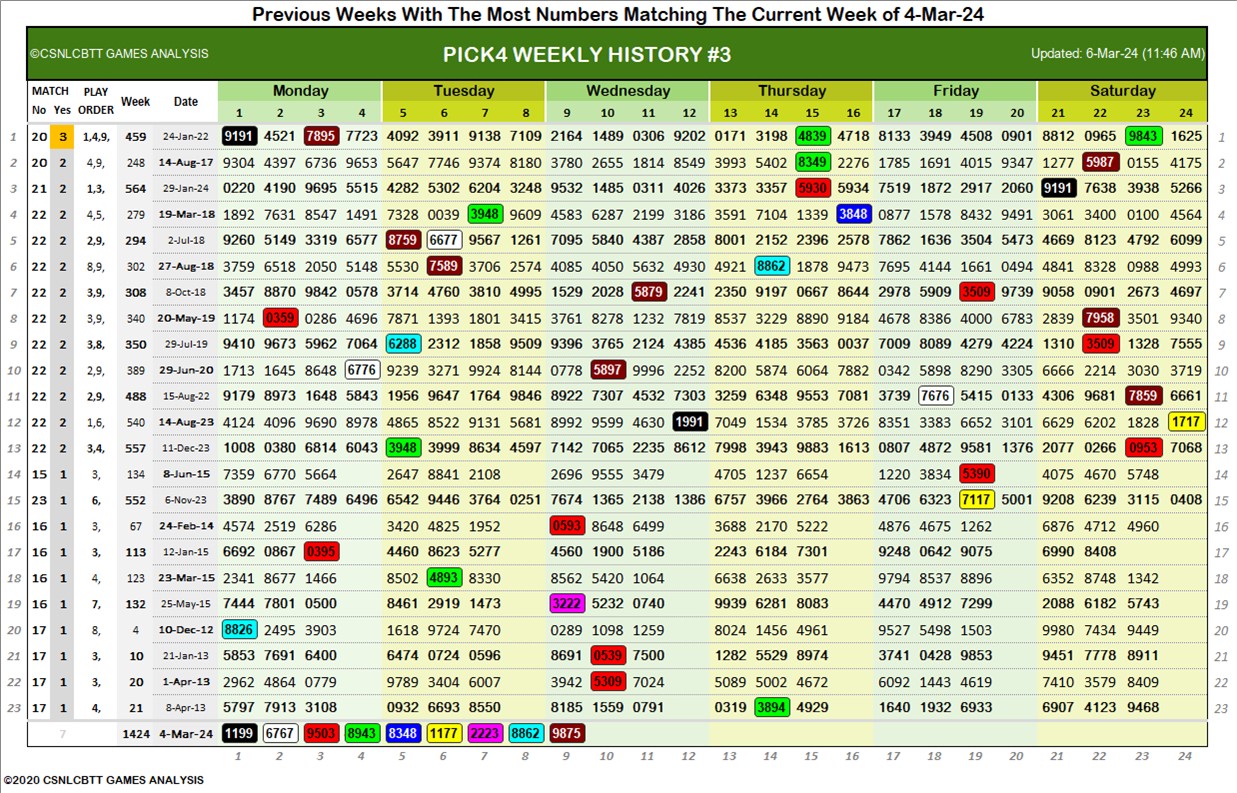 Previous Weeks With The Most Numbers Matching The Current Week of 4-Mar-24
©CSNLCBTT GAMES ANALYSIS PICK4 WEEKLY HISTORY #3 Updated: 6-Mar-24 (11:46 AM)
MATCH PLAY Week Date Monday Tuesday Wednesday Thursday Friday Saturday
No Yes ORDER 1 2 3 4 5 6 7 8 9 10 11 12 13 14 15 16 17 18 19 20 21 22 23 24
1 20 3 1,4,9, 459 24-Jan-22 9191 4521 7895 7723 4092 3911 9138 7109 2164 1489 0306 9202 0171 3198 4839 4718 8133 3949 4508 0901 8812 0965 9843 1625 1
2 20 2 4,9, 248 14-Aug-17 9304 4397 6736 9653 5647 7746 9374 8180 3780 2655 1814 8549 3993 5402 8349 2276 1785 1691 4015 9347 1277 5987 0155 4175 2
3 21 2 1,3, 564 29-Jan-24 0220 4190 9695 5515 4282 5302 6204 3248 9532 1485 0311 4026 3373 3357 5930 5934 7519 1872 2917 2060 9191 7638 3938 5266 3
4 22 2 4,5, 279 19-Mar-18 1892 7631 8547 1491 7328 0039 3948 9609 4583 6287 2199 3186 3591 7104 1339 3848 0877 1578 8432 9491 3061 3400 0100 4564 4
5 22 2 2,9, 294 2-Jul-18 9260 5149 3319 6577 8759 6677 9567 1261 7095 5840 4387 2858 8001 2152 2396 2578 7862 1636 3504 5473 4669 8123 4792 6099 5
6 22 2 8,9, 302 27-Aug-18 3759 6518 2050 5148 5530 7589 3706 2574 4085 4050 5632 4930 4921 8862 1878 9473 7695 4144 1661 0494 4841 8328 0988 4993 6
7 22 2 3,9, 308 8-Oct-18 3457 8870 9842 0578 3714 4760 3810 4995 1529 2028 5879 2241 2350 9197 0667 8644 2978 5909 3509 9739 9058 0901 2673 4697 7
8 22 2 3,9, 340 20-May-19 1174 0359 0286 4696 7871 1393 1801 3415 3761 8278 1232 7819 3537 3229 8890 9184 4678 8386 4000 6783 2839 7958 3501 9340 8
9 22 2 3,8, 350 29-Jul-19 9410 9673 5962 7064 6288 2312 1858 9509 9396 3765 2124 4385 4536 4185 3563 0037 7009 8089 4279 4224 1310 3509 1328 7555 9
10 22 2 2,9, 389 29-Jun-20 1713 1645 8648 6776 9239 3271 9924 8144 0778 5897 9996 2252 8200 5874 6064 7882 0342 5898 8290 3305 6666 2214 3030 3719 10
11 22 2 2,9, 488 15-Aug-22 9179 8973 1648 5843 1956 9647 1764 9846 8922 7307 4532 7303 3259 6348 9553 7081 3739 7676 5415 0133 4306 9681 7859 6661 11
12 22 2 1,6, 540 14-Aug-23 4124 4096 9690 8978 4865 8522 2137 5681 8992 9599 4630 1991 7049 1534 3785 3726 8351 3383 6652 3101 6629 6202 1828 1717 12
13 22 2 3,4, 557 11-Dec-23 1008 0380 6814 6043 3948 3999 3634 4597 7142 7065 2235 8612 7998 3943 9883 1613 0807 4872 9581 1376 2077 0266 0953 7068 13
14 15 1 3, 134 8-Jun-15 7359 6770 5664 2647 8841 2108 2696 9555 3479 4705 1237 6654 1220 3834 5390 4075 4670 5748 14
15 23 1 6, 552 6-Nov-23 3890 8767 7489 6496 6542 9446 3764 0251 7674 1365 2138 1386 6757 3966 2764 3863 4706 6323 7117 5001 9208 6239 3115 0408 15
16 16 1 3, 67 24-Feb-14 4574 2519 6286 3420 4825 1952 0593 8648 6499 3688 2170 5222 4876 4675 1262 6876 4712 4960 16
17 16 1 3, 113 12-Jan-15 6692 0867 0395 4460 8623 5277 4560 1900 5186 2243 6184 7301 9248 0642 9075 6990 8408 17
18 16 1 4, 123 23-Mar-15 2341 8677 1466 8502 4893 8330 8562 5420 1064 6638 2633 3577 9794 8537 8896 6352 8748 1342 18
19 16 1 7, 132 25-May-15 7444 7801 0500 8461 2919 1473 3222 5232 0740 9939 6281 8083 4470 4912 7299 2088 6182 5743 19
20 17 1 8, 4 10-Dec-12 8826 2495 3903 1618 9724 7470 0289 1098 1259 8024 1456 4961 9527 5498 1503 9980 7434 9449 20
21 17 1 3, 10 21-Jan-13 5853 7691 6400 6474 0724 0596 8691 0539 7500 1282 5529 8974 3741 0428 9853 9451 7778 8911 21
22 17 1 3, 20 1-Apr-13 2962 4864 0779 9789 3404 6007 3942 5309 7024 5089 5002 4672 6092 1443 4619 7410 3579 8409 22
23 17 1 4, 21 8-Apr-13 5797 7913 3108 0932 6693 8550 8185 1559 0791 0319 3894 4929 1640 1932 6933 6907 4123 9468 23
7 1424 4-Mar-24 1199 6767 9503 8943 8348 1177 2223 8862 9875
1 2 3 4 5 6 7 8 9 10 11 12 13 14 15 16 17 18 19 20 21 22 23 24
©2020 CSNLCBTT GAMES ANALYSIS